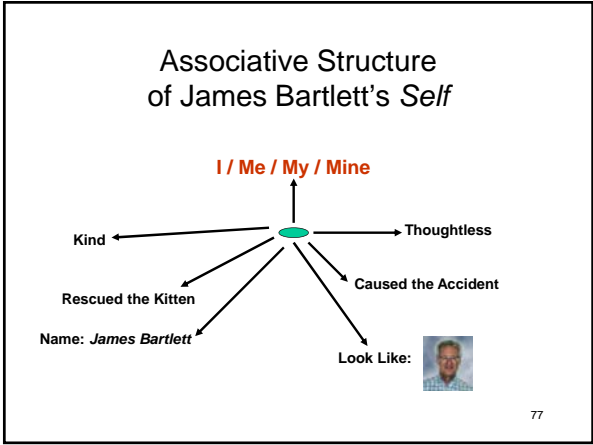 Associative Structure
of James Bartlett's Self
I / Me / My / Mine
Kind
Thoughtless
Rescued the Kitten
Caused the Accident
Name: James Bartlett
Look Like:
77